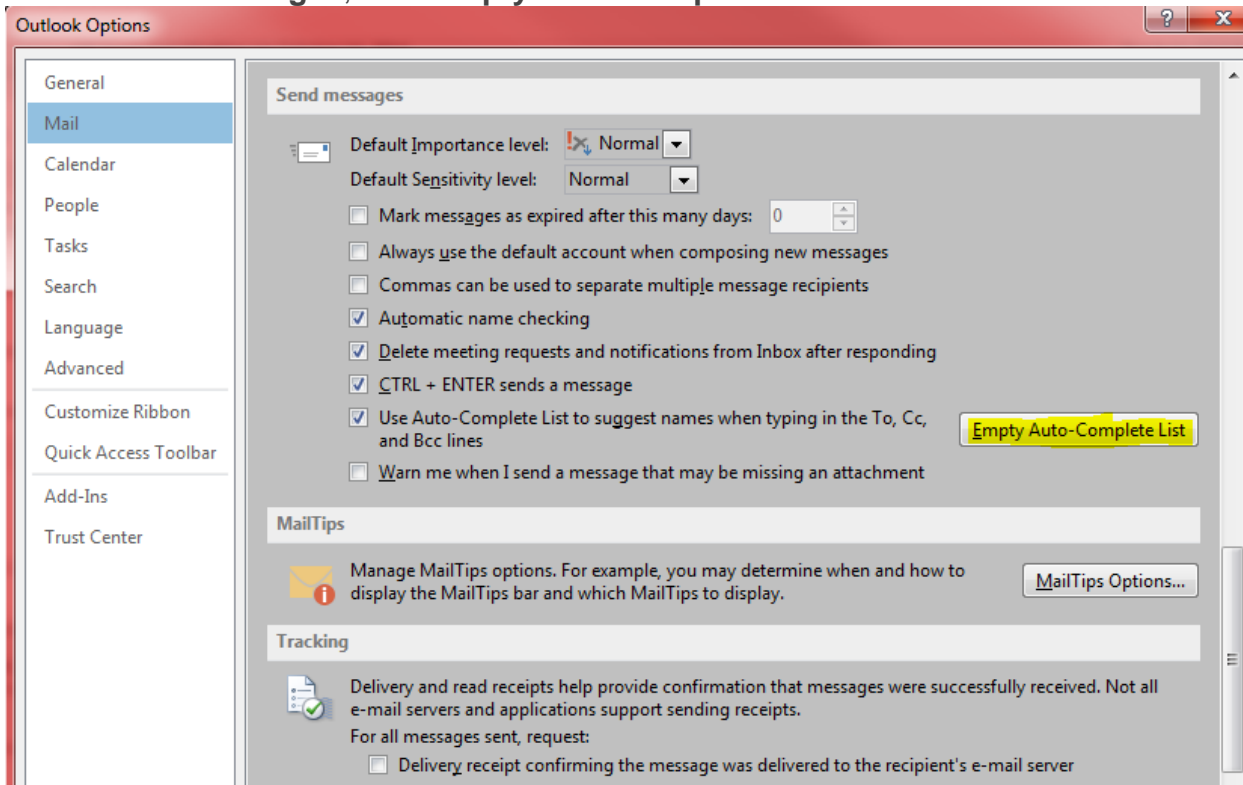 Outlook Options
?
X
General
Mail
Calendar
People
Tasks
Search
Language
Advanced
Customize Ribbon
Quick Access Toolbar
Add-Ins
Trust Center
Send messages
Default Importance level: Normal
Default Sensitivity level: Normal
Mark messages as expired after this many days: 0
Always use the default account when composing new messages
Commas can be used to separate multiple message recipients
Automatic name checking
Delete meeting requests and notifications from Inbox after responding
CTRL + ENTER sends a message
Use Auto-Complete List to suggest names when typing in the To, Cc,
and Bcc lines
Empty Auto-Complete List
Warn me when I send a message that may be missing an attachment
MailTips
Manage MailTips options. For example, you may determine when and how to
display the MailTips bar and which MailTips to display.
MailTips Options...
Tracking
Delivery and read receipts help provide confirmation that messages were successfully received. Not all
e-mail servers and applications support sending receipts.
For all messages sent, request:
Delivery receipt confirming the message was delivered to the recipient's e-mail server